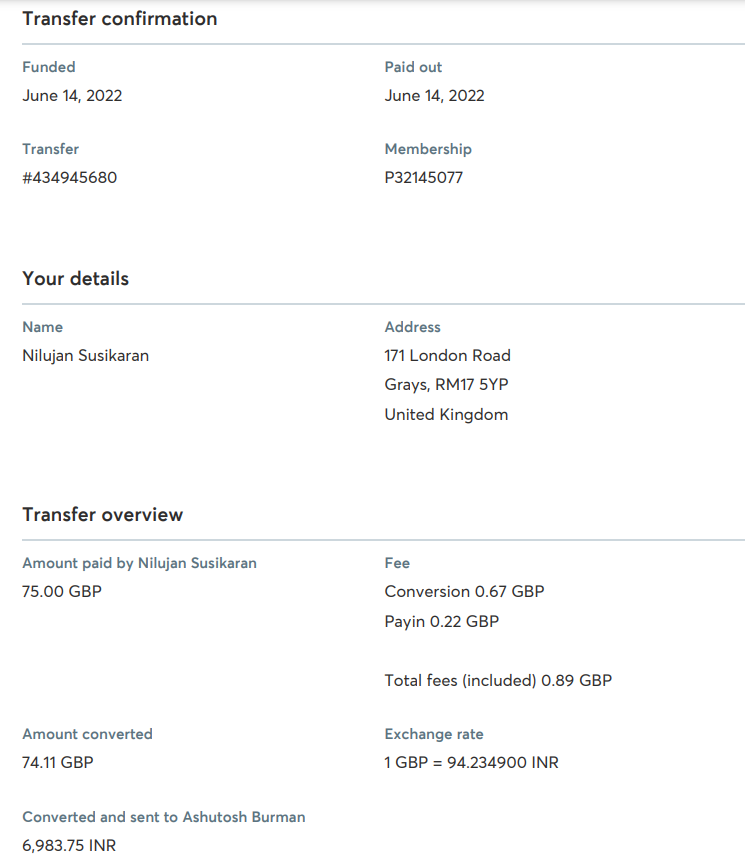 Transfer confirmation
Funded
Paid out
June 14, 2022
June 14, 2022
Transfer
Membership
#434945680
P32145077
Your details
Name
Address
Nilujan Susikaran
171 London Road
Grays, RM17 5YP
United Kingdom
Transfer overview
Amount paid by Nilujan Susikaran
Fee
75.00 GBP
Conversion 0.67 GBP
Payin 0.22 GBP
Total fees (included) 0.89 GBP
Amount converted
Exchange rate
74.11 GBP
1 GBP = 94.234900 INR
Converted and sent to Ashutosh Burman
6,983.75 INR